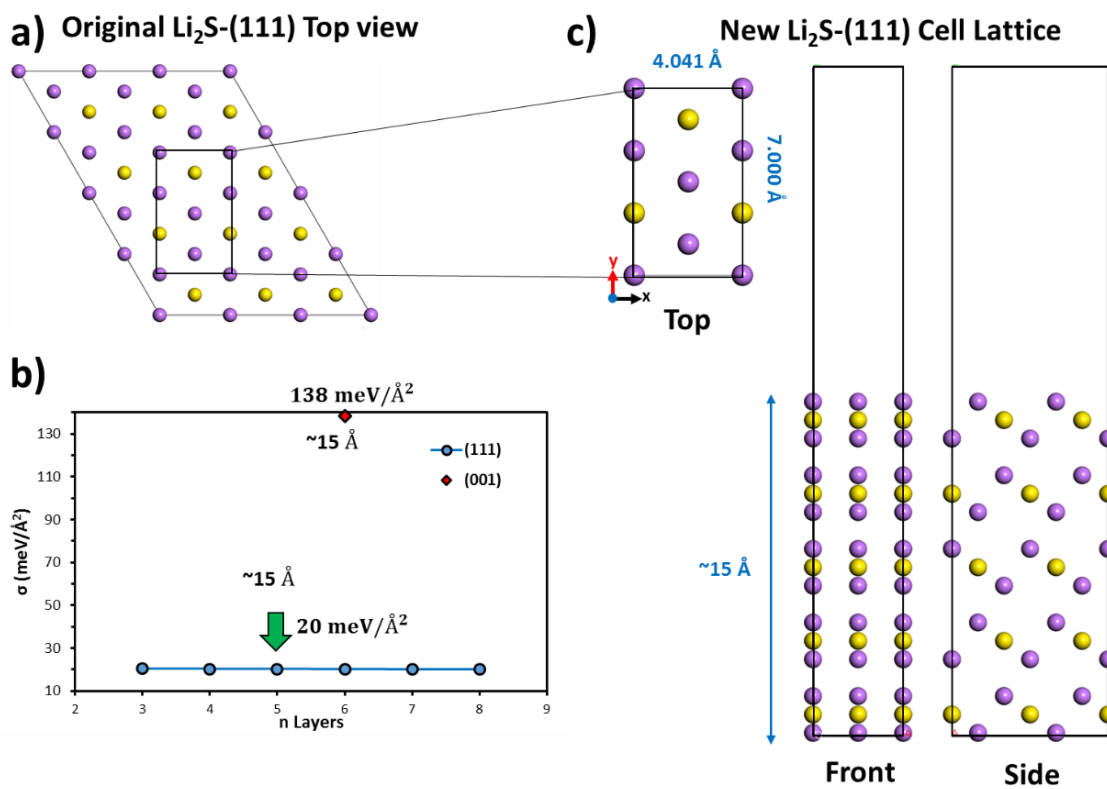 a) Original Li₂S-(111) Top view
c) New Li₂S-(111) Cell Lattice
4.041 Å
7.000 Å
y
x
Top
b)
138 meV/Å²
~15 Å
(111)
(001)
σ (meV/Å²)
130
110
90
70
50
30
10
~15 Å
20 meV/Å²
2 3 4 5 6 7 8 9
n Layers
~15 Å
Front
Side